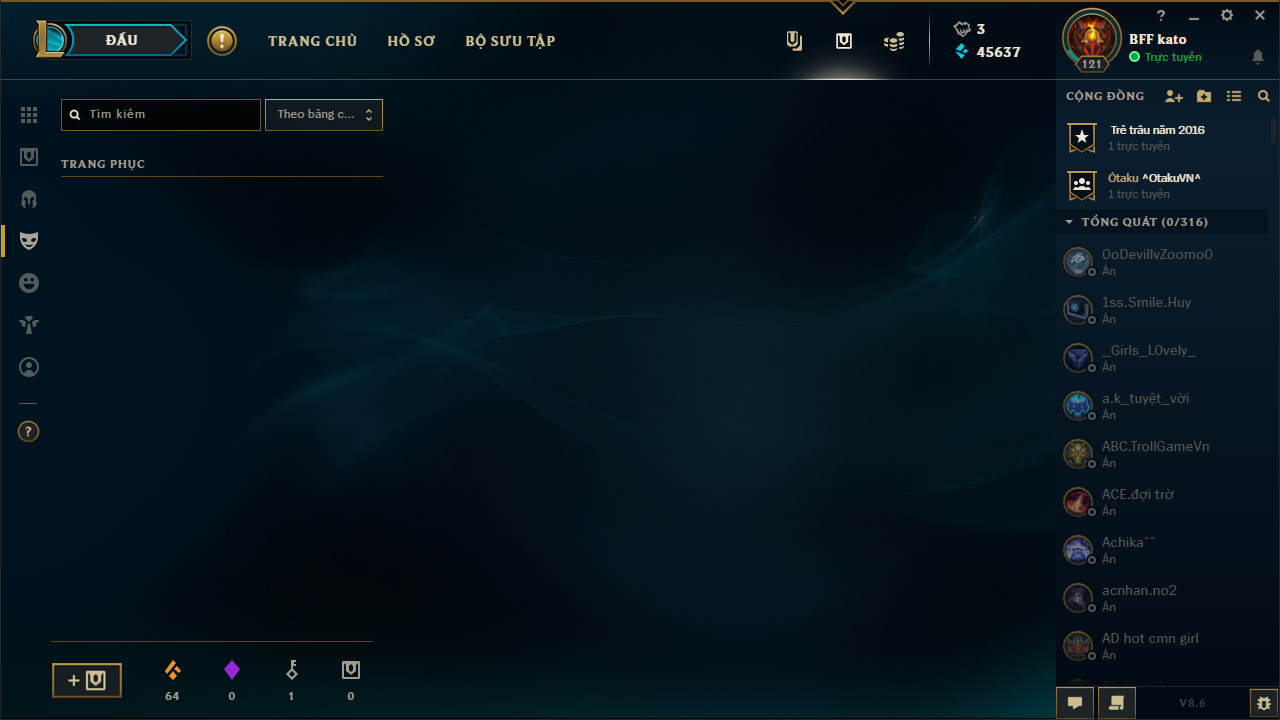 ĐẤU
TRANG CHỦ
HỒ SƠ
BỘ SƯU TẬP
3
45637
121
BFF kato
Trực tuyến
Tìm kiếm
Theo bảng c...
TRANG PHỤC
CỘNG ĐỒNG
Trẻ trâu năm 2016
1 trực tuyến
Ótaku ^OtakuVN^
1 trực tuyến
TỔNG QUÁT (0/316)
0oDevillvZoomo0
Ẩn
1ss.Smile.Huy
Ẩn
_Girls_L0vely_
Ẩn
a.k_tuyệt_vời
Ẩn
ABC.TrollGameVn
Ẩn
ACE.đợi trờ
Ẩn
Achika^^
Ẩn
acnhan.no2
Ẩn
AD hot cmn girl
Ẩn
64
0
1
0
V8.6